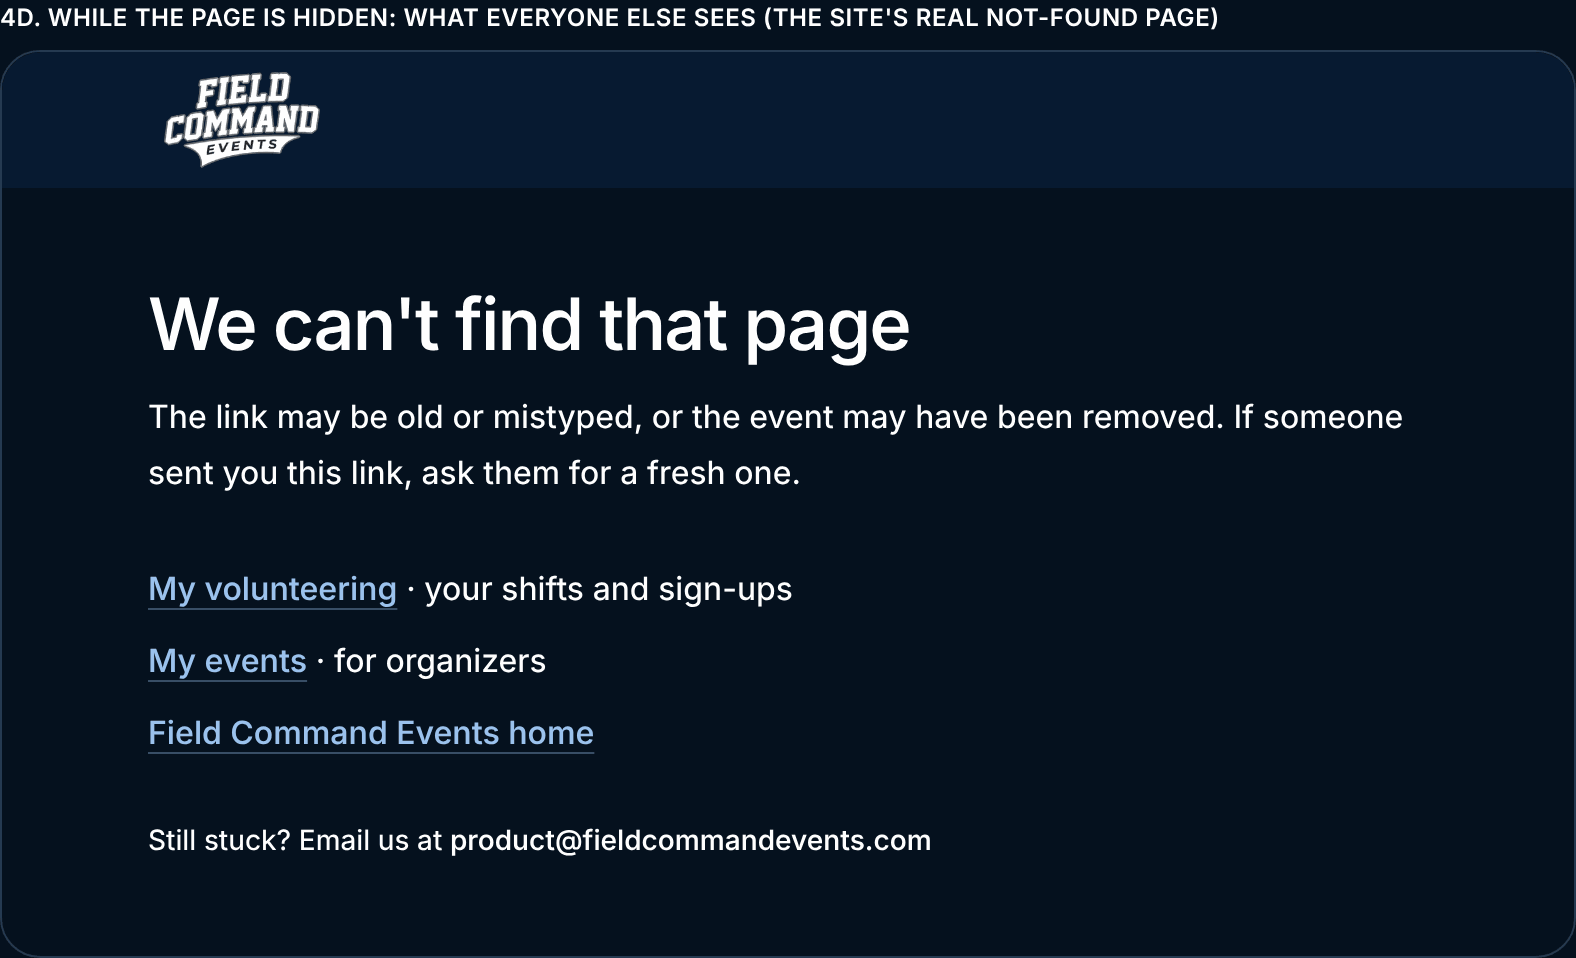 4D. WHILE THE PAGE IS HIDDEN: WHAT EVERYONE ELSE SEES (THE SITE'S REAL NOT-FOUND PAGE)
FIELD
COMMAND
EVENTS
We can't find that page
The link may be old or mistyped, or the event may have been removed. If someone
sent you this link, ask them for a fresh one.
My volunteering · your shifts and sign-ups
My events · for organizers
Field Command Events home
Still stuck? Email us at product@fieldcommandevents.com